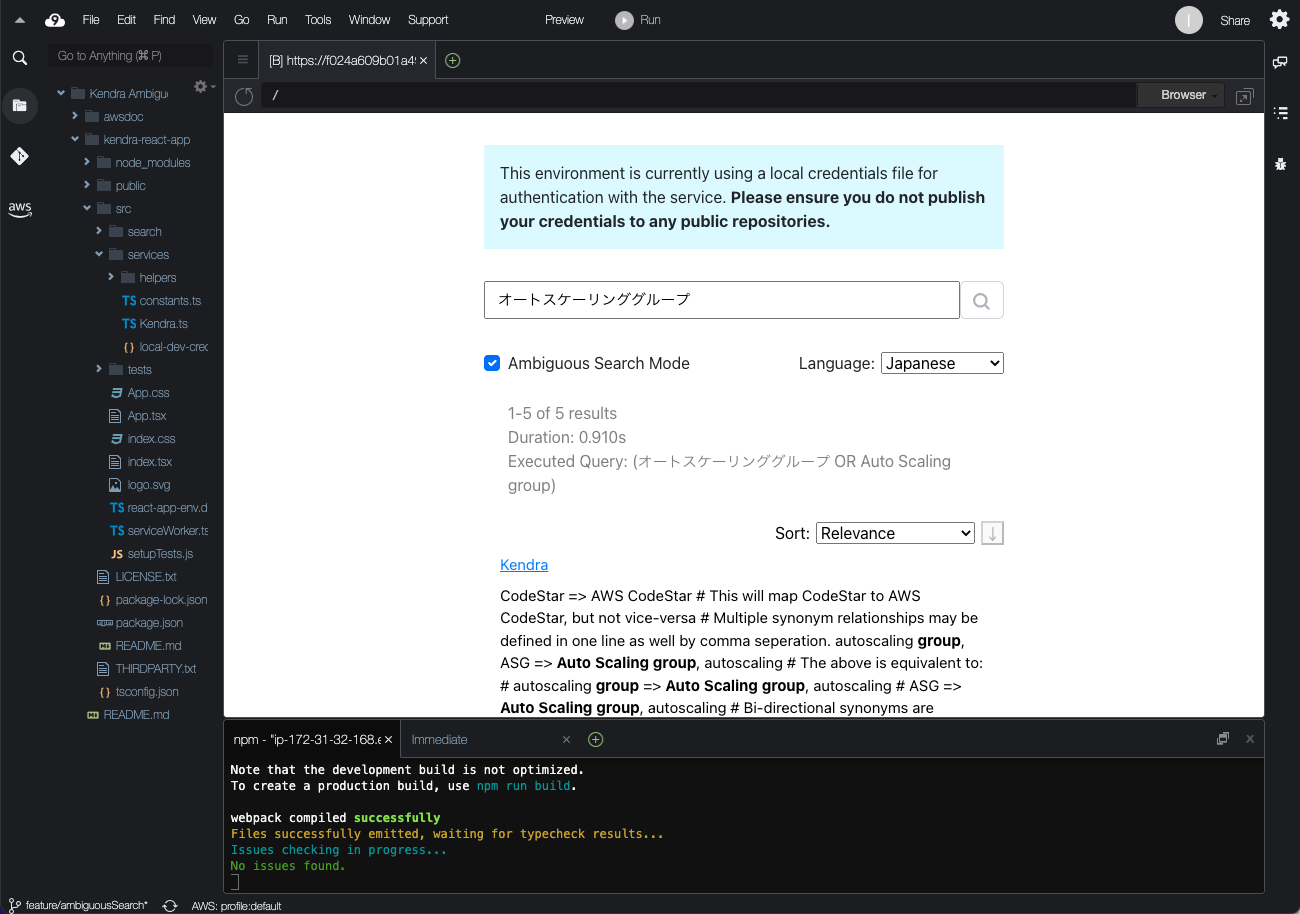 File Edit Find View Go Run Tools Window Support Preview Run Share
Go to Anything (⌘ P)
[B] https://f024a609b01a4
/
Browser
Kendra Ambigu
awsdoc
kendra-react-app
node_modules
public
src
search
services
helpers
TS constants.ts
TS Kendra.ts
{} local-dev-crec
tests
App.css
App.tsx
index.css
index.tsx
logo.svg
TS react-app-env.d
TS serviceWorker.ts
JS setupTests.js
LICENSE.txt
{} package-lock.json
package.json
README.md
THIRDPARTY.txt
{} tsconfig.json
README.md
aws
This environment is currently using a local credentials file for
authentication with the service. Please ensure you do not publish
your credentials to any public repositories.
オートスケーリンググループ
Ambiguous Search Mode Language: Japanese
1-5 of 5 results
Duration: 0.910s
Executed Query: (オートスケーリンググループ OR Auto Scaling
group)
Sort: Relevance
Kendra
CodeStar => AWS CodeStar # This will map CodeStar to AWS
CodeStar, but not vice-versa # Multiple synonym relationships may be
defined in one line as well by comma seperation. autoscaling group,
ASG => Auto Scaling group, autoscaling # The above is equivalent to:
# autoscaling group => Auto Scaling group, autoscaling # ASG =>
Auto Scaling group, autoscaling # Bi-directional synonyms are
npm - "ip-172-31-32-168.e Immediate
Note that the development build is not optimized.
To create a production build, use npm run build.
webpack compiled successfully
Files successfully emitted, waiting for typecheck results...
Issues checking in progress...
No issues found.
feature/ambiguousSearch* AWS: profile:default